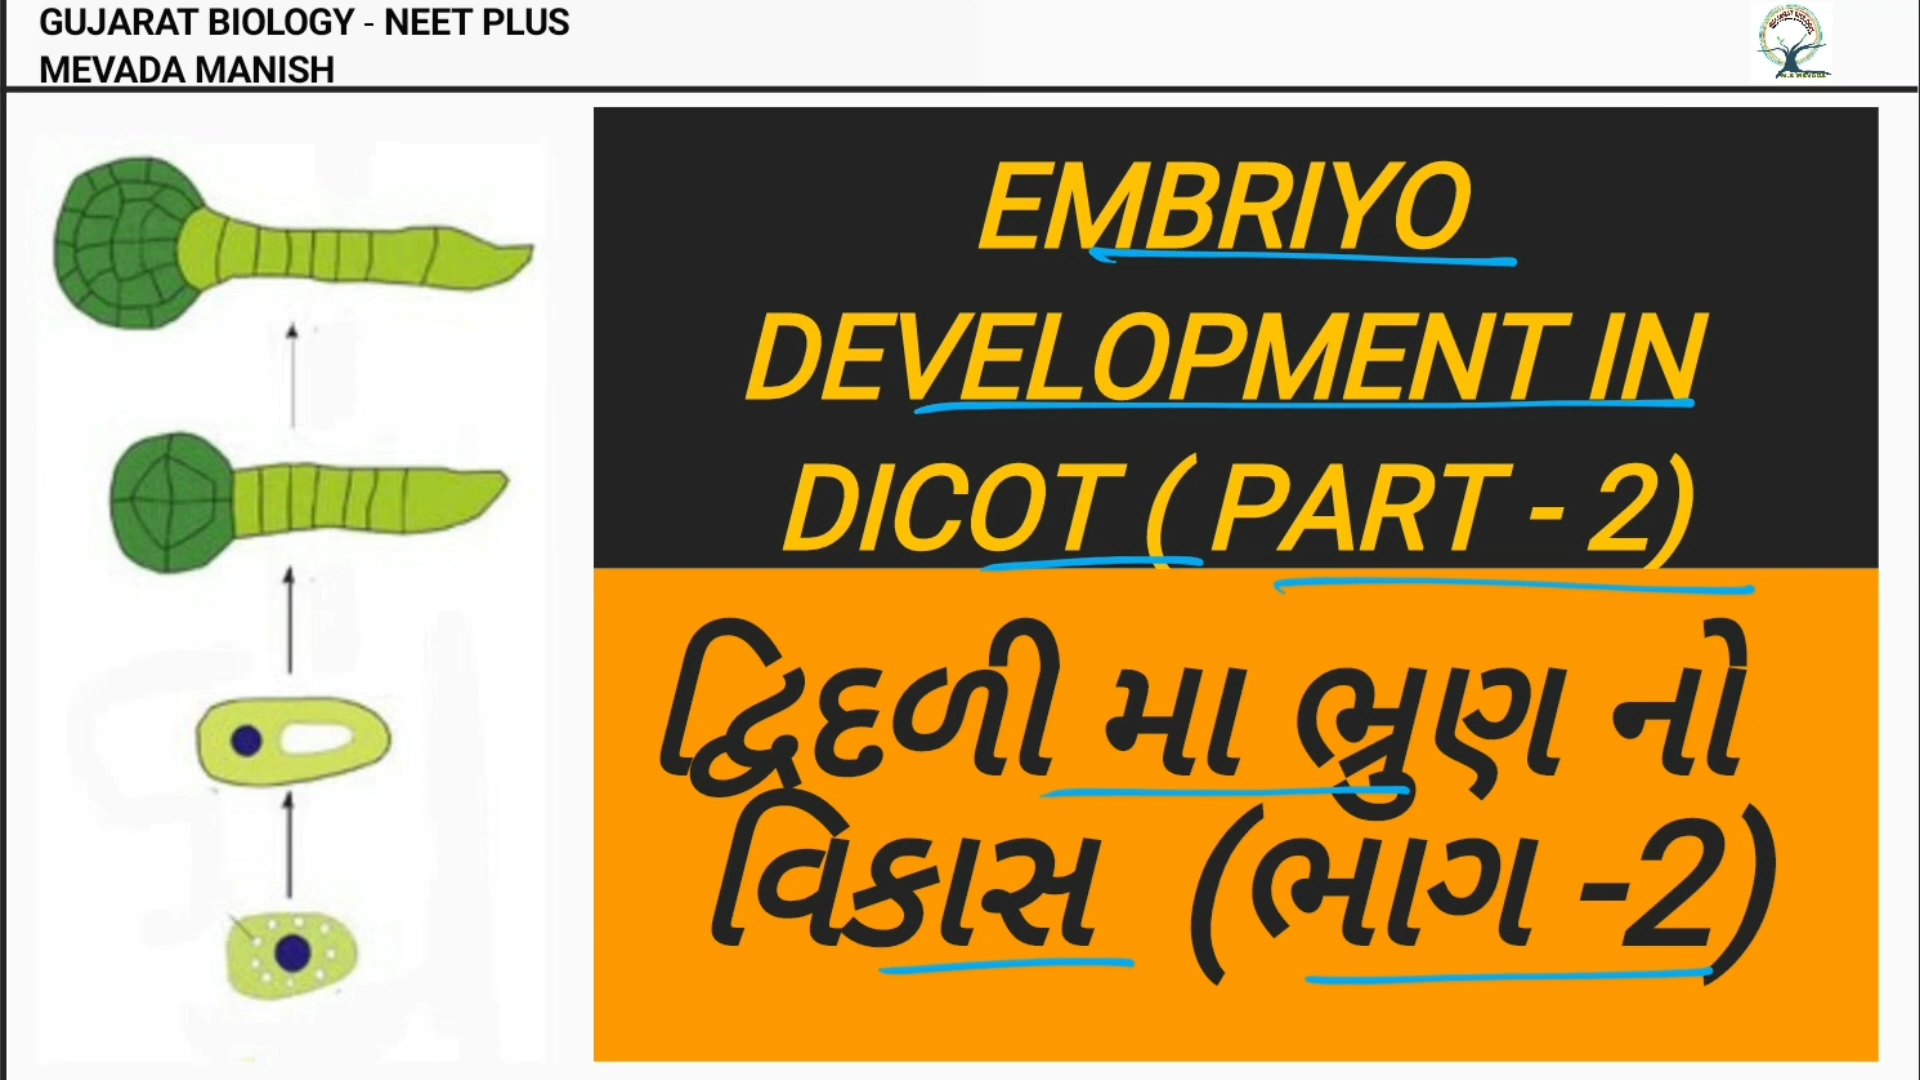 GUJARAT BIOLOGY - NEET PLUS
MEVADA MANISH
EMBRIYO
DEVELOPMENT IN
DICOT ( PART - 2)
દ્વિદળી મા ભ્રુણ નો
વિકાસ (ભાગ -2)